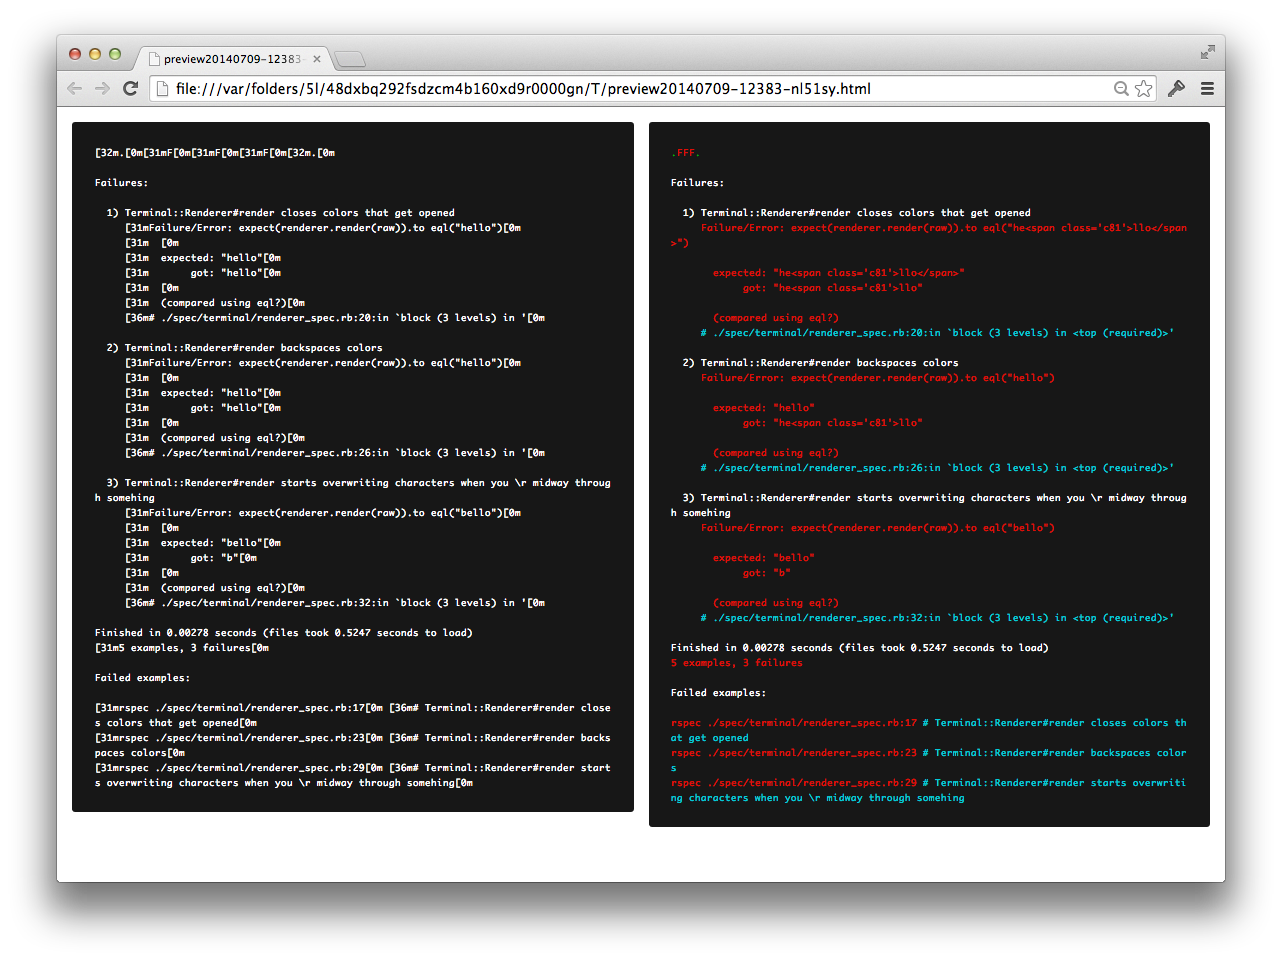 preview20140709-12383-
file:///var/folders/5l/48dxbq292fsdzcm4b160xd9r0000gn/T/preview20140709-12383-nl51sy.html
[32m.[0m[31mF[0m[31mF[0m[31mF[0m[32m.[0m
Failures:
1) Terminal::Renderer#render closes colors that get opened
[31mFailure/Error: expect(renderer.render(raw)).to eql("hello")[0m
[31m  [0m
[31m  expected: "hello"[0m
[31m       got: "hello"[0m
[31m  [0m
[31m  (compared using eql?)[0m
[36m# ./spec/terminal/renderer_spec.rb:20:in `block (3 levels) in '[0m
2) Terminal::Renderer#render backspaces colors
[31mFailure/Error: expect(renderer.render(raw)).to eql("hello")[0m
[31m  [0m
[31m  expected: "hello"[0m
[31m       got: "hello"[0m
[31m  [0m
[31m  (compared using eql?)[0m
[36m# ./spec/terminal/renderer_spec.rb:26:in `block (3 levels) in '[0m
3) Terminal::Renderer#render starts overwriting characters when you \r midway throug
h somehing
[31mFailure/Error: expect(renderer.render(raw)).to eql("bello")[0m
[31m  [0m
[31m  expected: "bello"[0m
[31m       got: "b"[0m
[31m  [0m
[31m  (compared using eql?)[0m
[36m# ./spec/terminal/renderer_spec.rb:32:in `block (3 levels) in '[0m
Finished in 0.00278 seconds (files took 0.5247 seconds to load)
[31m5 examples, 3 failures[0m
Failed examples:
[31mrspec ./spec/terminal/renderer_spec.rb:17[0m [36m# Terminal::Renderer#render close
s colors that get opened[0m
[31mrspec ./spec/terminal/renderer_spec.rb:23[0m [36m# Terminal::Renderer#render backs
paces colors[0m
[31mrspec ./spec/terminal/renderer_spec.rb:29[0m [36m# Terminal::Renderer#render start
s overwriting characters when you \r midway through somehing[0m
.FFF.
Failures:
1) Terminal::Renderer#render closes colors that get opened
Failure/Error: expect(renderer.render(raw)).to eql("he<span class='c81'>llo</span
>")
expected: "he<span class='c81'>llo</span>"
got: "he<span class='c81'>llo"
(compared using eql?)
# ./spec/terminal/renderer_spec.rb:20:in `block (3 levels) in <top (required)>'
2) Terminal::Renderer#render backspaces colors
Failure/Error: expect(renderer.render(raw)).to eql("hello")
expected: "hello"
got: "he<span class='c81'>llo"
(compared using eql?)
# ./spec/terminal/renderer_spec.rb:26:in `block (3 levels) in <top (required)>'
3) Terminal::Renderer#render starts overwriting characters when you \r midway throug
h somehing
Failure/Error: expect(renderer.render(raw)).to eql("bello")
expected: "bello"
got: "b"
(compared using eql?)
# ./spec/terminal/renderer_spec.rb:32:in `block (3 levels) in <top (required)>'
Finished in 0.00278 seconds (files took 0.5247 seconds to load)
5 examples, 3 failures
Failed examples:
rspec ./spec/terminal/renderer_spec.rb:17 # Terminal::Renderer#render closes colors th
at get opened
rspec ./spec/terminal/renderer_spec.rb:23 # Terminal::Renderer#render backspaces color
s
rspec ./spec/terminal/renderer_spec.rb:29 # Terminal::Renderer#render starts overwriti
ng characters when you \r midway through somehing